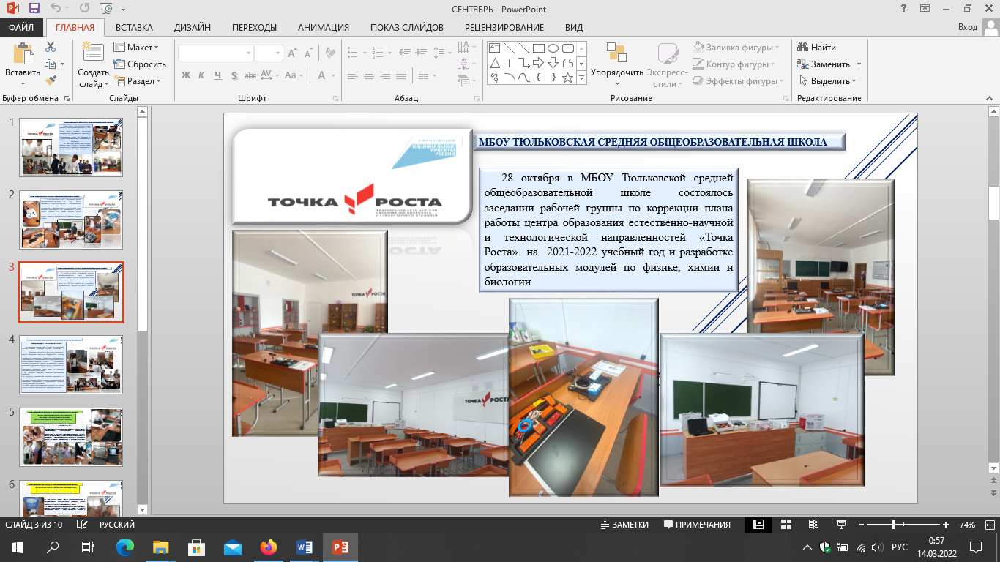 СЕНТЯБРЬ - PowerPoint
ФАЙЛ ГЛАВНАЯ ВСТАВКА ДИЗАЙН ПЕРЕХОДЫ АНИМАЦИЯ ПОКАЗ СЛАЙДОВ РЕЦЕНЗИРОВАНИЕ ВИД Вход
Вставить
Создать слайд
Макет
Сбросить
Раздел
Ж К Ч S abc AV Aa A
Упорядочить
Экспресс-стили
Заливка фигуры
Контур фигуры
Эффекты фигуры
Найти
Заменить
Выделить
Буфер обмена Слайды Шрифт Абзац Рисование Редактирование
1
2
3
4
5
6
НАЦИОНАЛЬНЫЕ
ПРОЕКТЫ
РОССИИ
ТОЧКА РОСТА
ФЕДЕРАЛЬНАЯ СЕТЬ ЦЕНТРОВ
ОБРАЗОВАНИЯ ЦИФРОВОГО
И ГУМАНИТАРНОГО ПРОФИЛЕЙ
МБОУ ТЮЛЬКОВСКАЯ СРЕДНЯЯ ОБЩЕОБРАЗОВАТЕЛЬНАЯ ШКОЛА
28 октября в МБОУ Тюльковской средней
общеобразовательной школе состоялось
заседании рабочей группы по коррекции плана
работы центра образования естественно-научной
и технологической направленностей «Точка
Роста» на 2021-2022 учебный год и разработке
образовательных модулей по физике, химии и
биологии.
ТОЧКА РОСТА
ТОЧКА РОСТА
СЛАЙД 3 ИЗ 10 РУССКИЙ ЗАМЕТКИ ПРИМЕЧАНИЯ 74%
РУС
0:57
14.03.2022